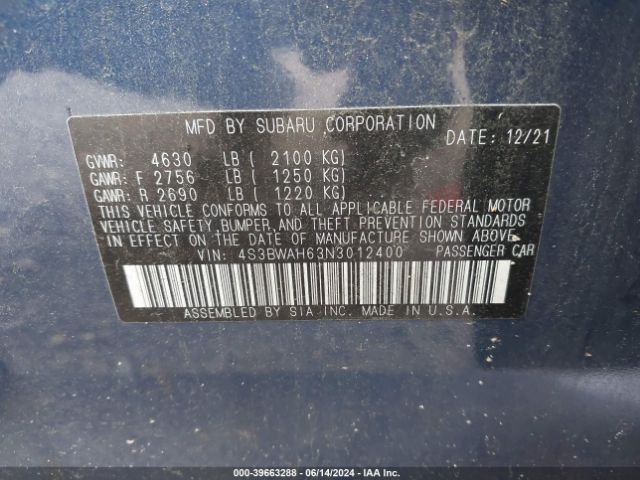 MFD BY SUBARU CORPORATION
DATE: 12/21
GVWR: 4630 LB ( 2100 KG)
GAWR: F 2756 LB ( 1250 KG)
GAWR: R 2690 LB ( 1220 KG)
THIS VEHICLE CONFORMS TO ALL APPLICABLE FEDERAL MOTOR
VEHICLE SAFETY, BUMPER, AND THEFT PREVENTION STANDARDS
IN EFFECT ON THE DATE OF MANUFACTURE SHOWN ABOVE.
VIN: 4S3BWAH63N3012400 PASSENGER CAR
ASSEMBLED BY SIA INC. MADE IN U.S.A.
000-39663288 - 06/14/2024 - IAA Inc.